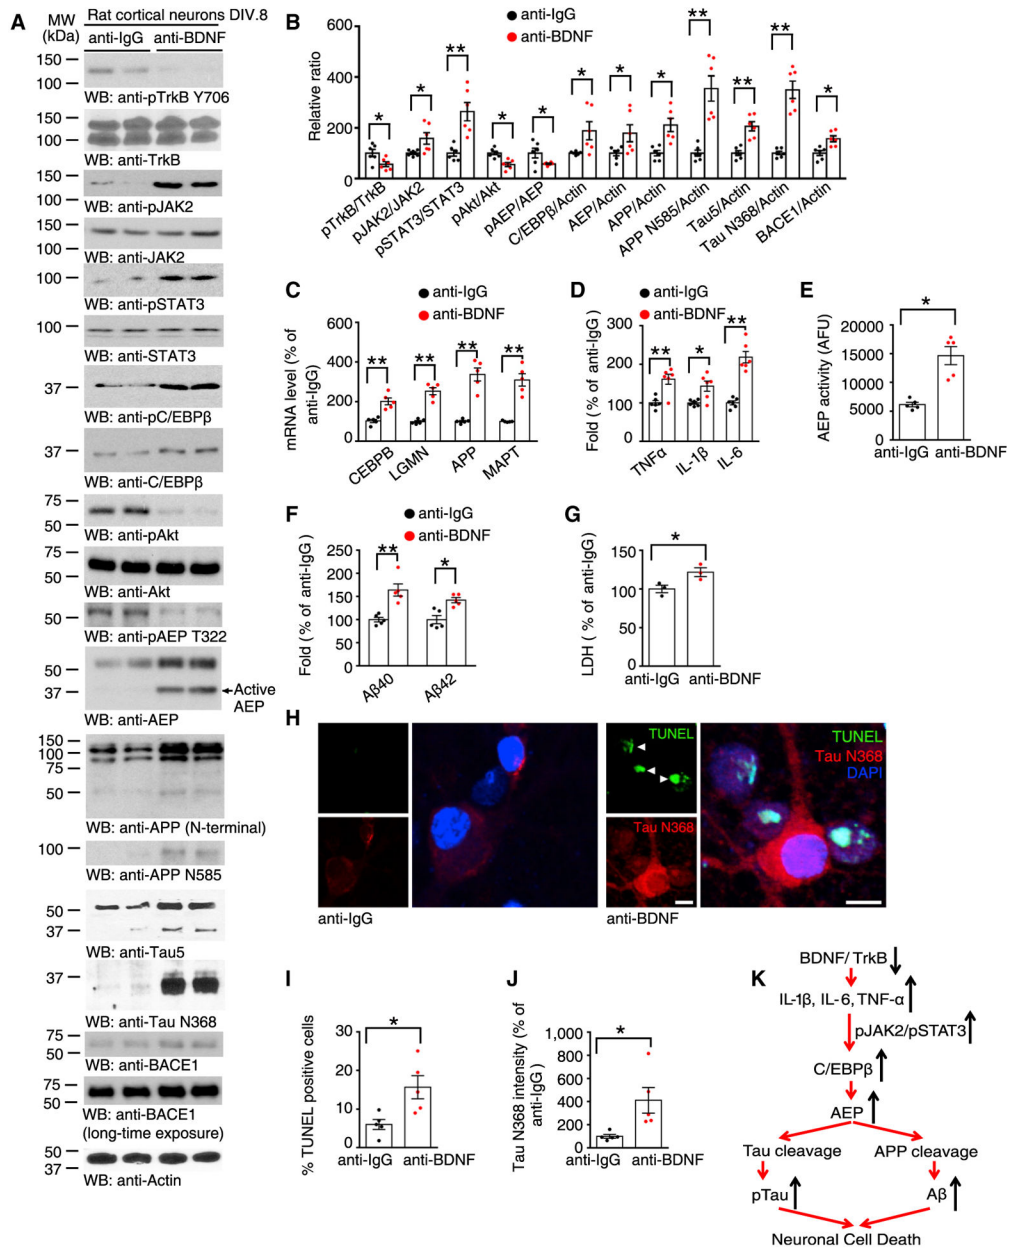 A
Rat cortical neurons DIV.8
MW
(kDa)
anti-IgG anti-BDNF
150
100
WB: anti-pTrkB Y706
150
100
WB: anti-TrkB
150
100
WB: anti-pJAK2
150
100
WB: anti-JAK2
100
WB: anti-pSTAT3
100
WB: anti-STAT3
37
WB: anti-pC/EBPβ
37
WB: anti-C/EBPβ
75
50
WB: anti-pAkt
75
50
WB: anti-Akt
50
WB: anti-pAEP T322
50
37
Active
AEP
WB: anti-AEP
150
100
75
50
WB: anti-APP (N-terminal)
100
WB: anti-APP N585
50
37
WB: anti-Tau5
37
WB: anti-Tau N368
75
50
WB: anti-BACE1
75
50
WB: anti-BACE1
(long-time exposure)
50
37
WB: anti-Actin
B
anti-IgG
anti-BDNF
Relative ratio
600
400
200
0
* * ** * * * * * ** ** ** *
pTrkB/TrkB
pJAK2/JAK2
pSTAT3/STAT3
pAkt/Akt
pAEP/AEP
C/EBPβ/Actin
AEP/Actin
APP/Actin
APP N585/Actin
Tau5/Actin
Tau N368/Actin
BACE1/Actin
C
anti-IgG
anti-BDNF
mRNA level (% of
anti-IgG)
600
400
200
0
** ** ** **
CEBPB
LGMN
APP
MAPT
D
anti-IgG
anti-BDNF
Fold ( % of anti-IgG )
300
200
100
0
** * **
TNFα
IL-1β
IL-6
E
AEP activity (AFU)
20000
15000
10000
5000
0
*
anti-IgG anti-BDNF
F
anti-IgG
anti-BDNF
Fold ( % of anti-IgG )
250
200
150
100
50
0
** *
Aβ40
Aβ42
G
LDH ( % of anti-IgG)
150
100
50
0
*
anti-IgG anti-BDNF
H
TUNEL
Tau N368
TUNEL
Tau N368
DAPI
anti-IgG
anti-BDNF
I
% TUNEL positive cells
30
20
10
0
*
anti-IgG anti-BDNF
J
Tau N368 intensity (% of
anti-IgG )
1,000
800
600
400
200
0
*
anti-IgG anti-BDNF
K
BDNF/ TrkB
IL-1β, IL-6, TNF-α
pJAK2/pSTAT3
C/EBPβ
AEP
Tau cleavage APP cleavage
pTau Aβ
Neuronal Cell Death